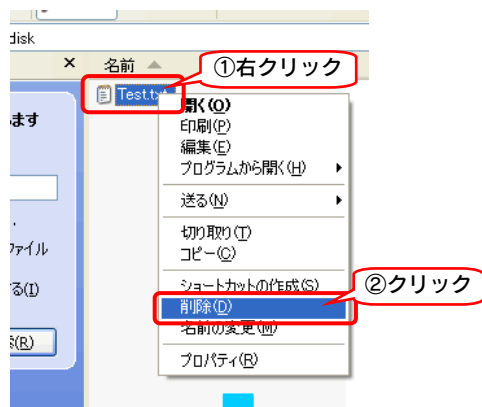 disk
×
名前
①右クリック
Test.txt
開く(O)
ます
印刷(P)
編集(E)
プログラムから開く(H)
送る(N)
切り取り(T)
ファイル
コピー(C)
る(I)
ショートカットの作成(S)
②クリック
削除(D)
名前の変更(M)
(R)
プロパティ(R)